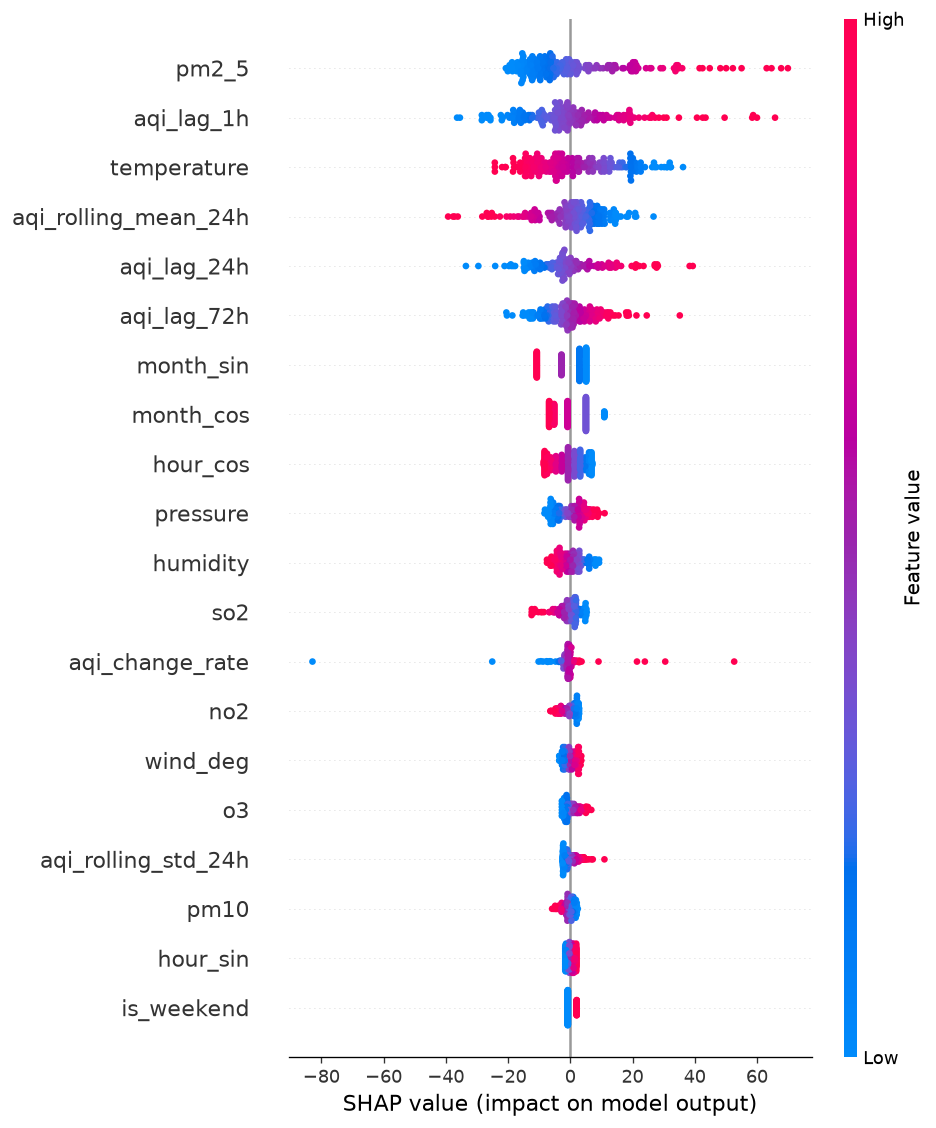 High
pm2_5
aqi_lag_1h
temperature
aqi_rolling_mean_24h
aqi_lag_24h
aqi_lag_72h
month_sin
month_cos
hour_cos
pressure
humidity
so2
aqi_change_rate
no2
wind_deg
o3
aqi_rolling_std_24h
pm10
hour_sin
is_weekend
Feature value
Low
−80 −60 −40 −20 0 20 40 60
SHAP value (impact on model output)